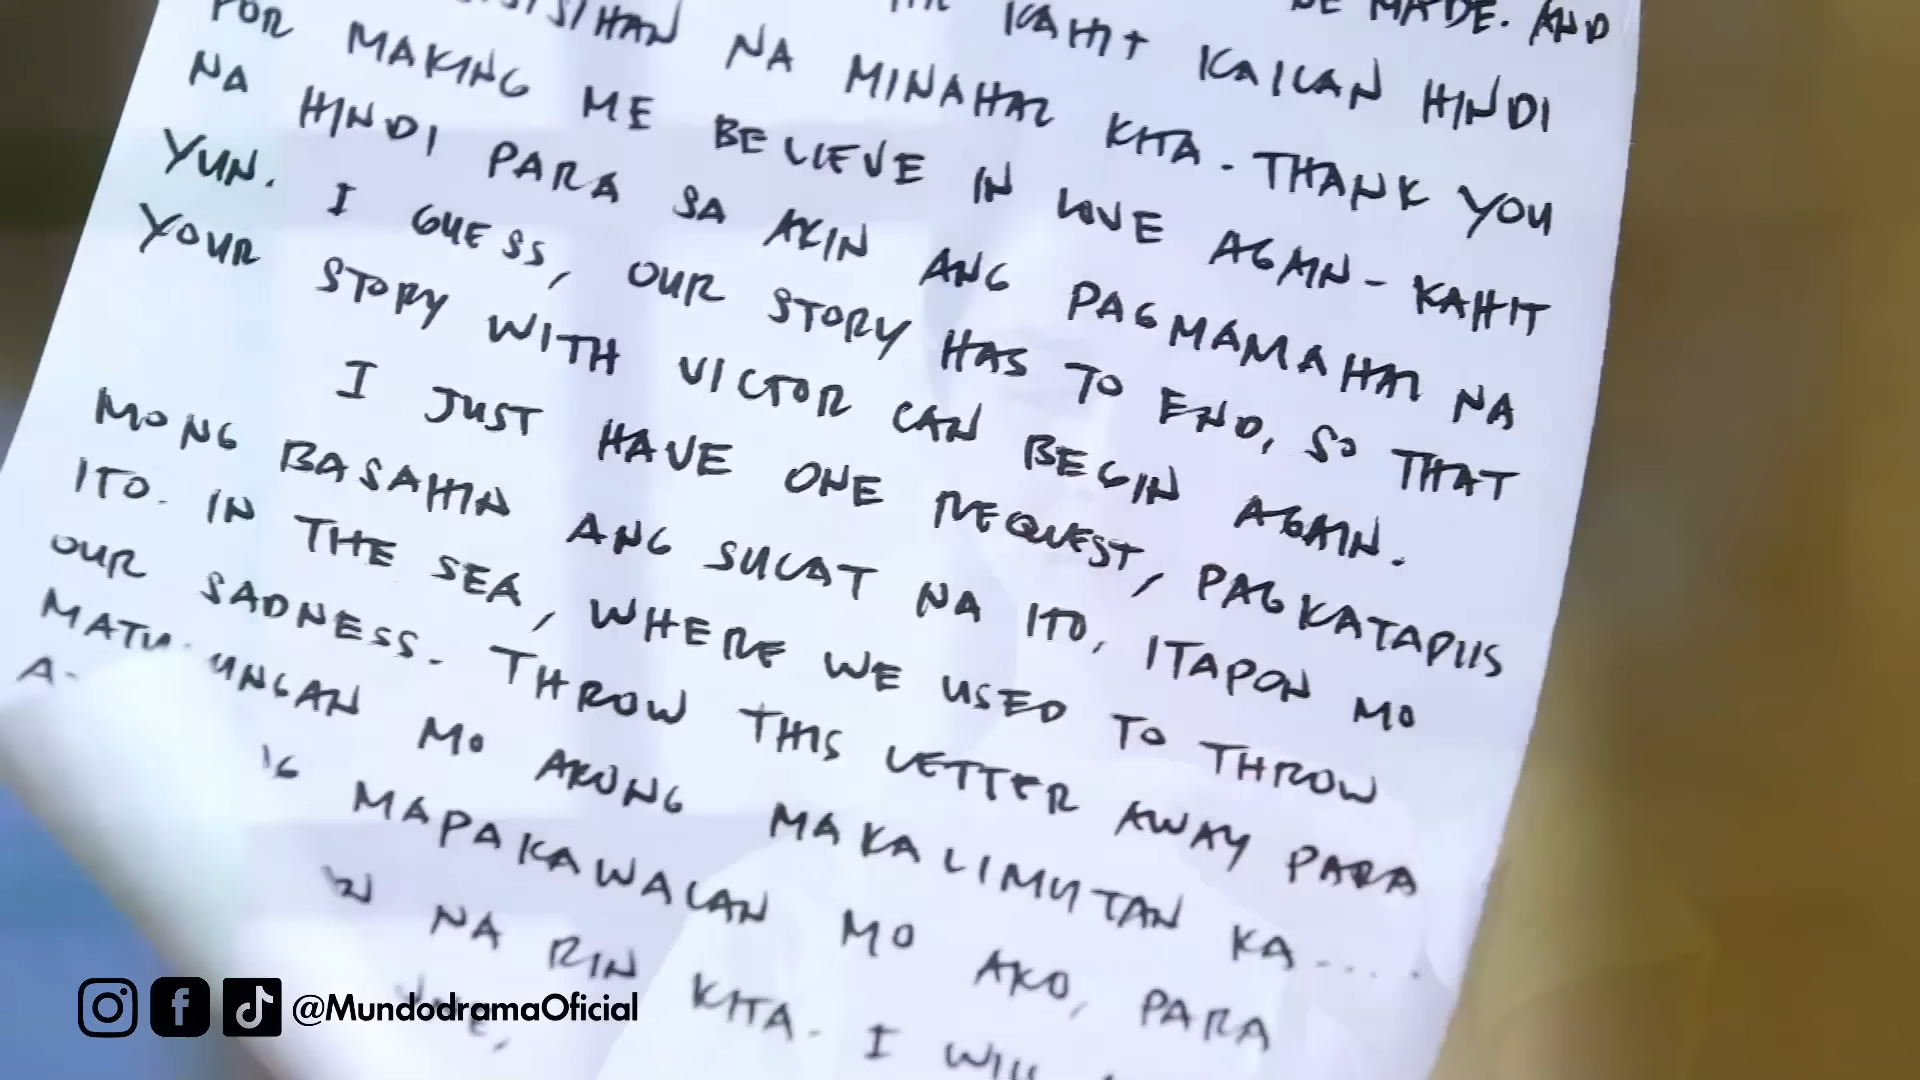 BE MADE. AND
KAHIT KAILAN HINDI
NA MINAHAL KITA. THANK YOU
FOR MAKING ME BELIEVE IN LOVE AGAIN - KAHIT
NA HINDI PARA SA AKIN ANG PAGMAMAHAL NA
YUN. I GUESS, OUR STORY HAS TO END, SO THAT
YOUR STORY WITH VICTOR CAN BEGIN AGAIN.
I JUST HAVE ONE REQUEST, PAGKATAPUS
MONG BASAHIN ANG SULAT NA ITO, ITAPON MO
ITO. IN THE SEA, WHERE WE USED TO THROW
OUR SADNESS. THROW THIS LETTER AWAY PARA
MO AKONG MAKALIMUTAN KA....
MAPAKAWALAN MO AKO, PARA
NA RIN KITA. I WILL
@MundodramaOficial